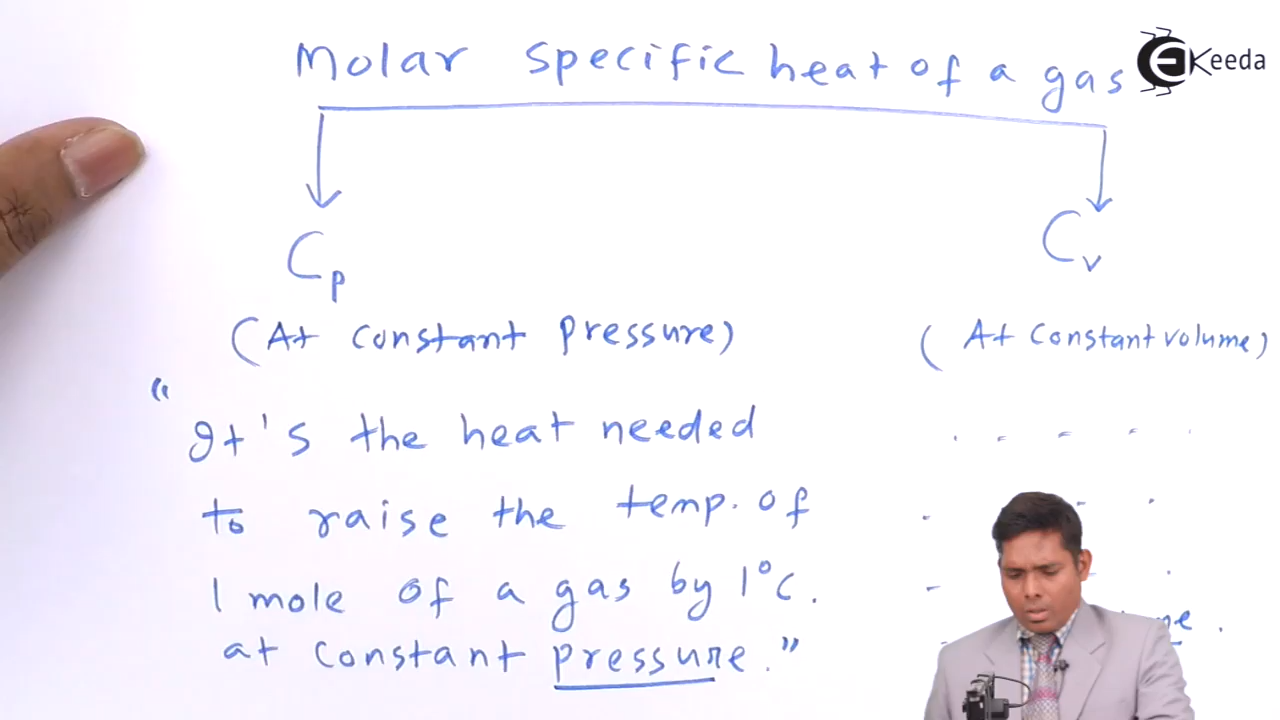 Molar specific heat of a gas
Keeda
Cp
Cv
(At constant pressure)
(At constant volume)
"It's the heat needed
to raise the temp. of
1 mole of a gas by 1°C.
at constant pressure."